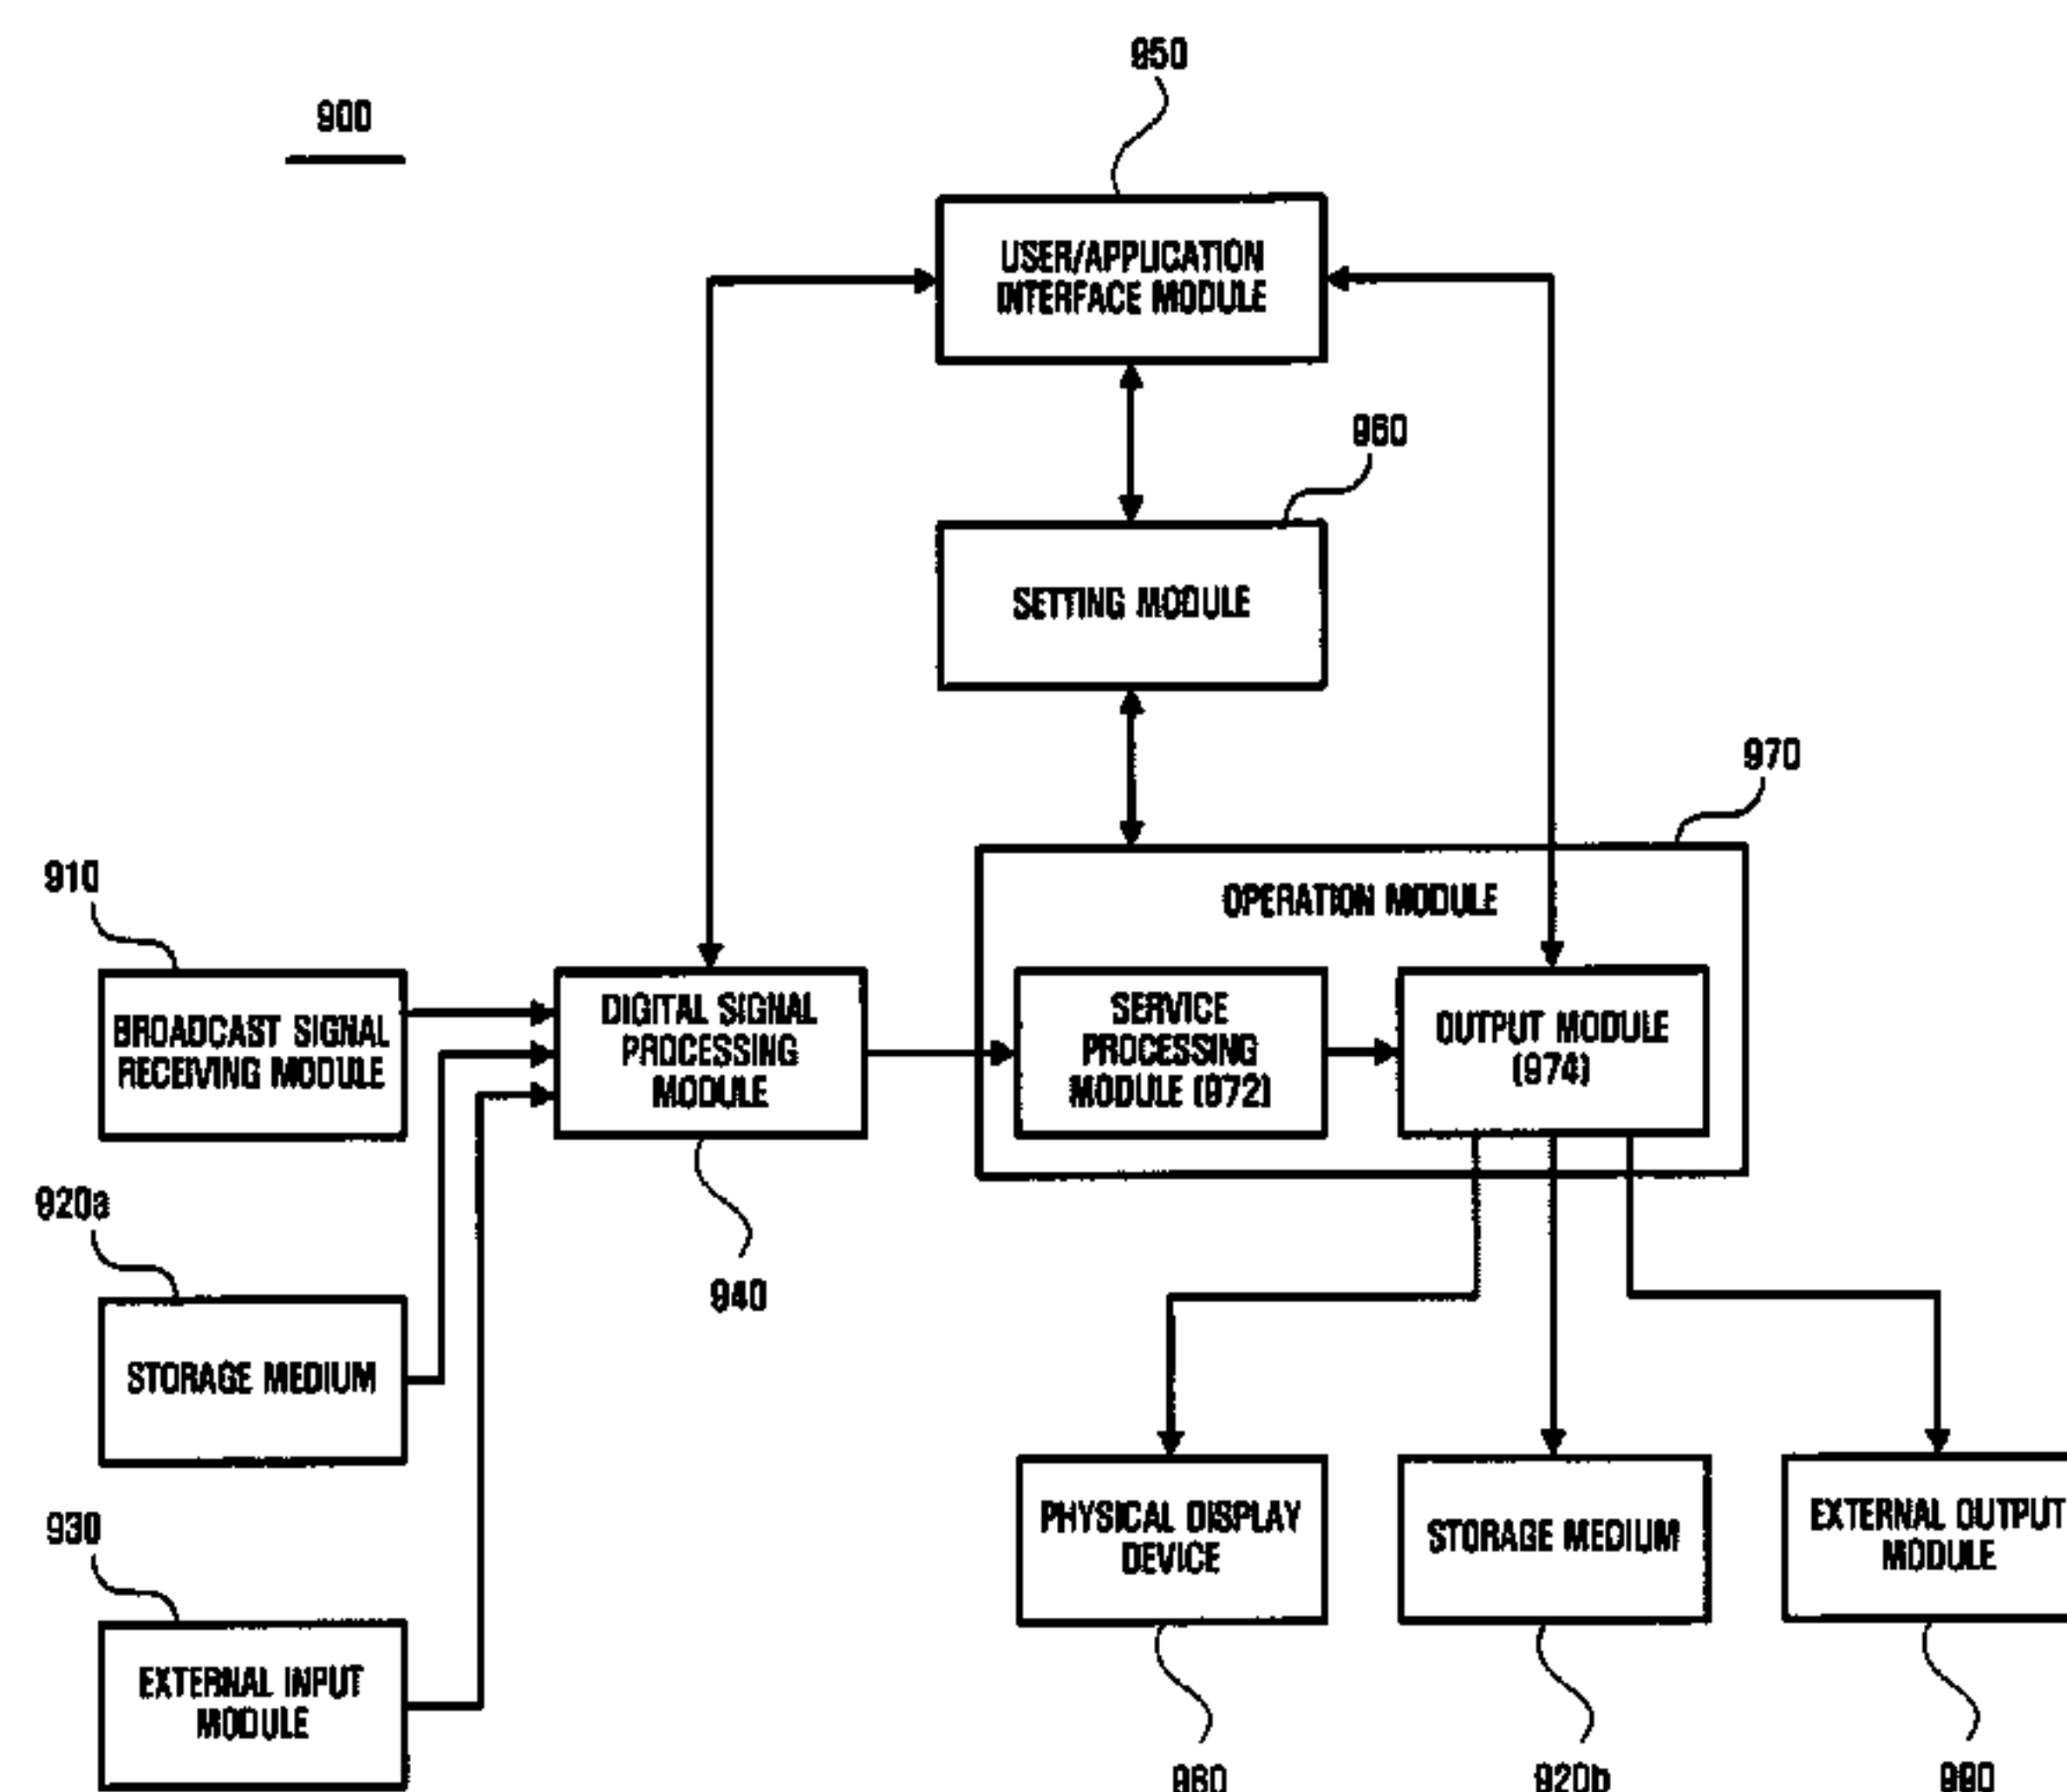 900
950
USER/APPLICATION
INTERFACE MODULE
960
SETTING MODULE
970
OPERATION MODULE
910
BROADCAST SIGNAL
RECEIVING MODULE
DIGITAL SIGNAL
PROCESSING
MODULE
940
SERVICE
PROCESSING
MODULE (972)
OUTPUT MODULE
(974)
920a
STORAGE MEDIUM
930
EXTERNAL INPUT
MODULE
PHYSICAL DISPLAY
DEVICE
980
STORAGE MEDIUM
920b
EXTERNAL OUTPUT
MODULE
990